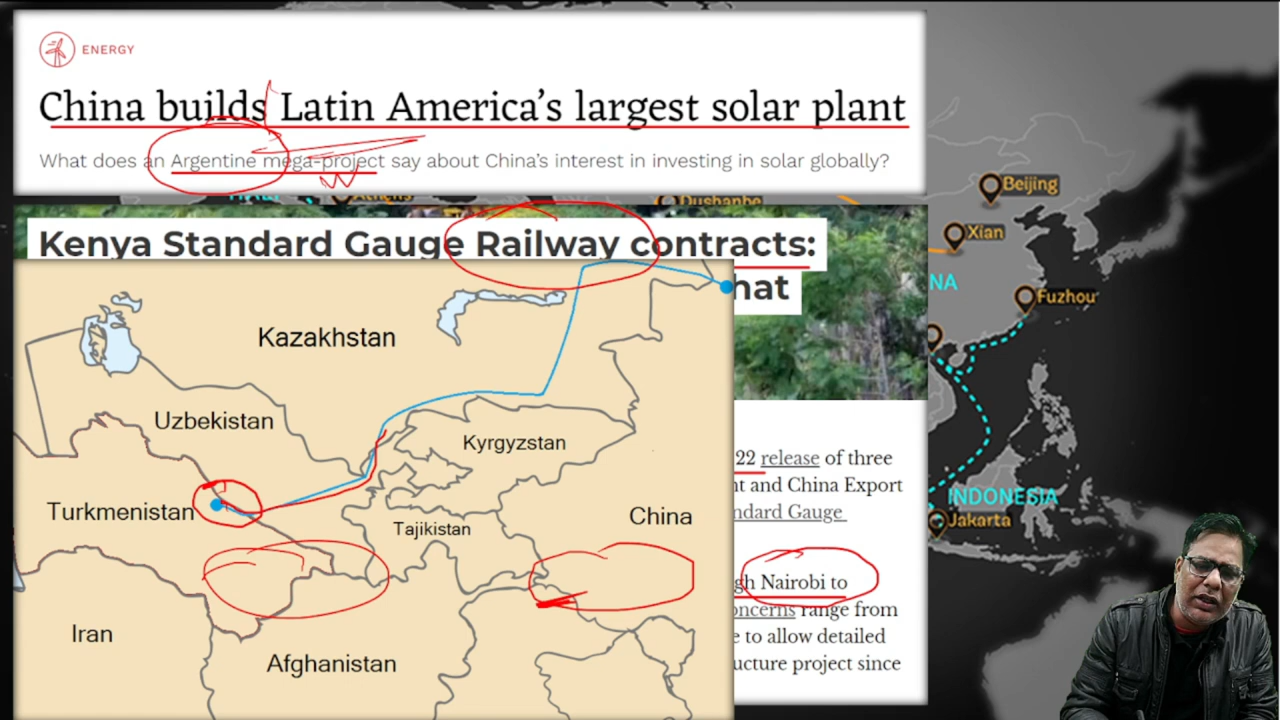 ENERGY
China builds Latin America's largest solar plant
What does an Argentine mega-project say about China's interest in investing in solar globally?
Athens
Dushanbe
Beijing
Xian
Fuzhou
NA
INDONESIA
Jakarta
Kenya Standard Gauge Railway contracts:
hat
22 release of three
nt and China Export
ndard Gauge
gh Nairobi to
oncerns range from
e to allow detailed
ucture project since
Kazakhstan
Uzbekistan
Kyrgyzstan
Turkmenistan
Tajikistan
China
Iran
Afghanistan